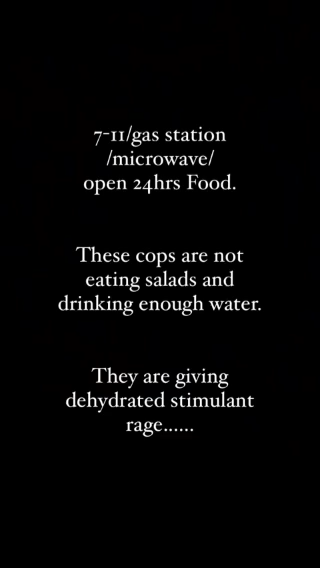 7-11/gas station
/microwave/
open 24hrs Food.
These cops are not
eating salads and
drinking enough water.
They are giving
dehydrated stimulant
rage......